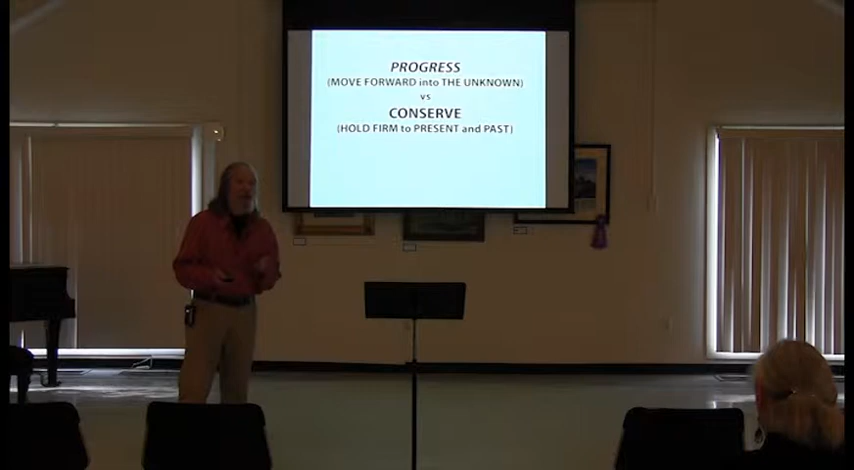 PROGRESS
(MOVE FORWARD into THE UNKNOWN)
vs
CONSERVE
(HOLD FIRM to PRESENT and PAST)